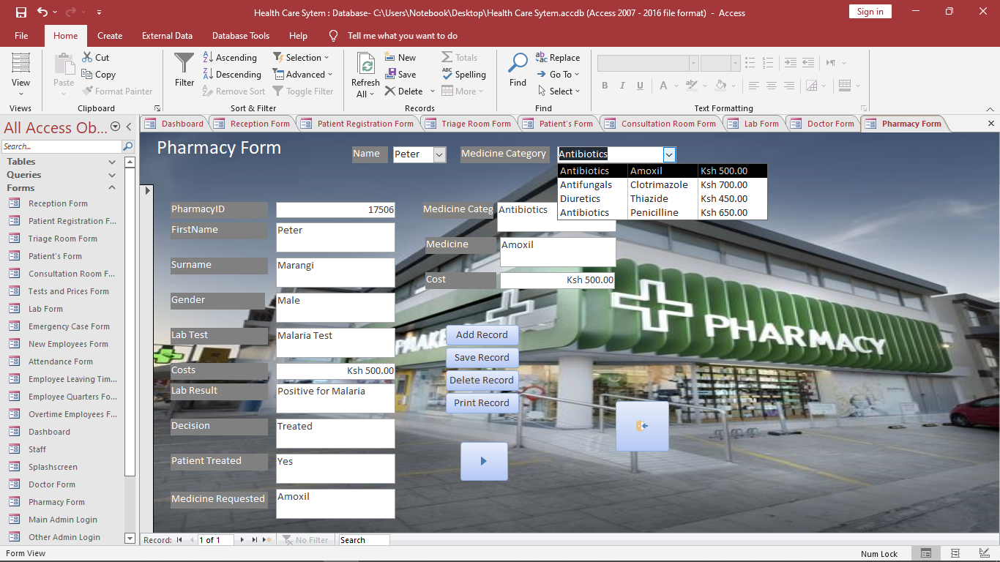 Health Care Sytem : Database- C:\Users\Notebook\Desktop\Health Care Sytem.accdb (Access 2007 - 2016 file format) - Access
Sign in
File Home Create External Data Database Tools Help Tell me what you want to do
View
Views
Paste
Cut
Copy
Format Painter
Clipboard
Filter
Ascending
Descending
Remove Sort
Selection
Advanced
Toggle Filter
Sort & Filter
Refresh
All
New
Save
Delete
Totals
Spelling
More
Records
Find
Replace
Go To
Select
Find
B I U
A
Text Formatting
All Access Ob...
Search...
Tables
Queries
Forms
Reception Form
Patient Registration F...
Triage Room Form
Patient's Form
Consultation Room F...
Tests and Prices Form
Lab Form
Emergency Case Form
New Employees Form
Attendance Form
Employee Leaving Tim...
Employee Quarters Fo...
Overtime Employees F...
Dashboard
Staff
Splashscreen
Doctor Form
Pharmacy Form
Main Admin Login
Other Admin Login
Dashboard Reception Form Patient Registration Form Triage Room Form Patient's Form Consultation Room Form Lab Form Doctor Form Pharmacy Form
Pharmacy Form
Name Peter
Medicine Category Antibiotics
Antibiotics Amoxil Ksh 500.00
Antifungals Clotrimazole Ksh 700.00
Diuretics Thiazide Ksh 450.00
Antibiotics Penicilline Ksh 650.00
PharmacyID 17506
FirstName Peter
Surname Marangi
Gender Male
Lab Test Malaria Test
Costs Ksh 500.00
Lab Result Positive for Malaria
Decision Treated
Patient Treated Yes
Medicine Requested Amoxil
Medicine Categ Antibiotics
Medicine Amoxil
Cost Ksh 500.00
Add Record
Save Record
Delete Record
Print Record
PHARMACY
Record: 1 of 1 No Filter Search
Form View
Num Lock